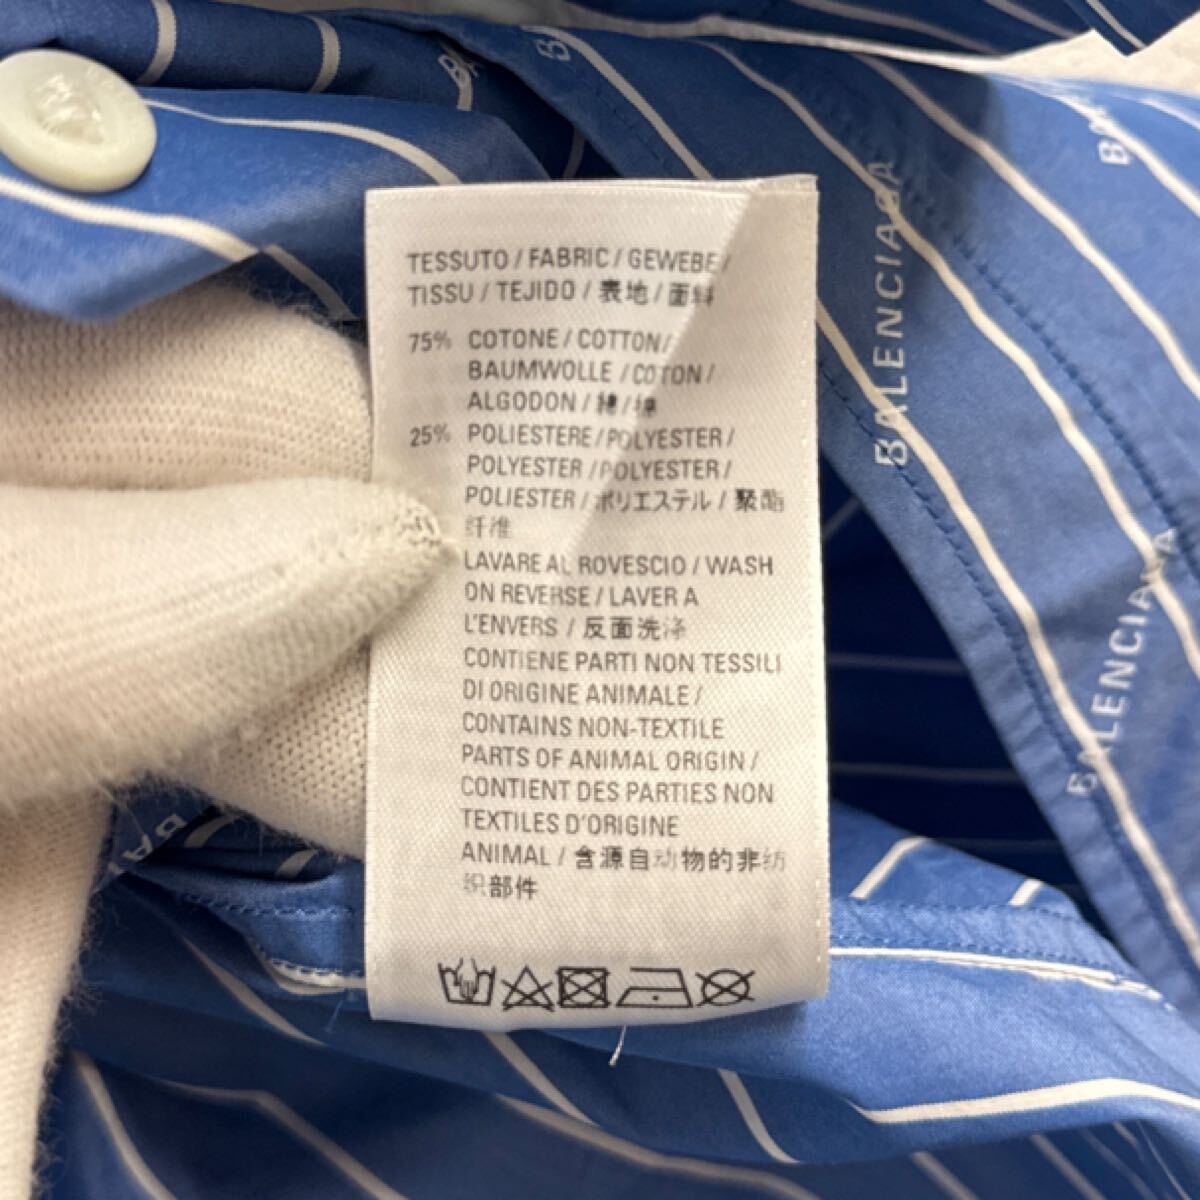 TESSUTO / FABRIC / GEWEBE /
TISSU / TEJIDO / 表地 / 面料
75% COTONE / COTTON /
BAUMWOLLE / COTON /
ALGODON / 綿 / 棉
25% POLIESTERE / POLYESTER /
POLYESTER / POLYESTER /
POLIESTER / ポリエステル / 聚酯
纤维
LAVARE AL ROVESCIO / WASH
ON REVERSE / LAVER A
L'ENVERS / 反面洗涤
CONTIENE PARTI NON TESSILI
DI ORIGINE ANIMALE /
CONTAINS NON-TEXTILE
PARTS OF ANIMAL ORIGIN /
CONTIENT DES PARTIES NON
TEXTILES D'ORIGINE
ANIMAL / 含源自动物的非纺
织部件
BALENCIAGA
BALENCIAGA